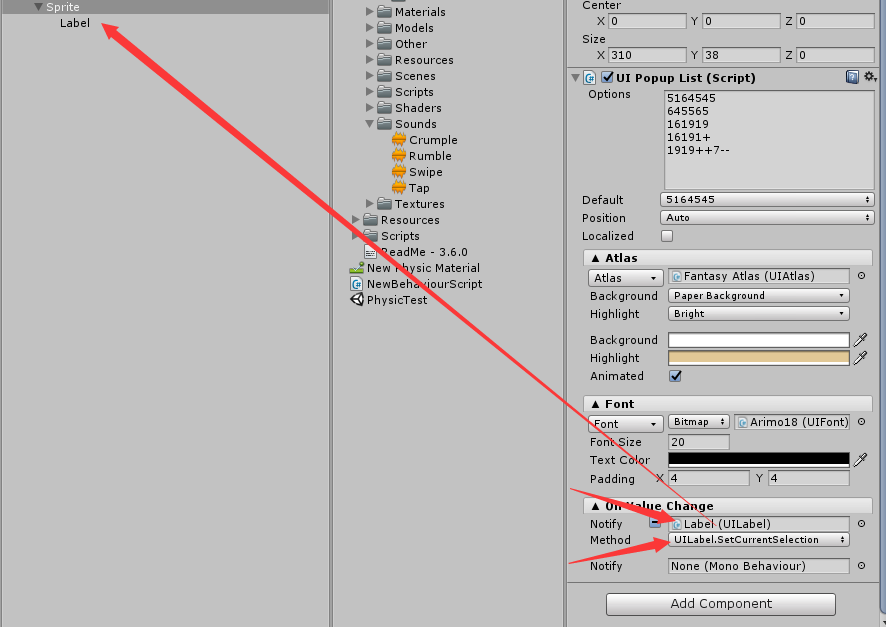 Sprite
Label
Materials
Models
Other
Resources
Scenes
Scripts
Shaders
Sounds
Crumple
Rumble
Swipe
Tap
Textures
Resources
Scripts
ReadMe - 3.6.0
New Physic Material
NewBehaviourScript
PhysicTest
Center
X 0 Y 0 Z 0
Size
X 310 Y 38 Z 0
UI Popup List (Script)
Options
5164545
645565
161919
16191+
1919++7--
Default 5164545
Position Auto
Localized
▲ Atlas
Atlas Fantasy Atlas (UIAtlas)
Background Paper Background
Highlight Bright
Background
Highlight
Animated
▲ Font
Font Bitmap Arimo18 (UIFont)
Font Size 20
Text Color
Padding X 4 Y 4
▲ On Value Change
Notify Label (UILabel)
Method UILabel.SetCurrentSelection
Notify None (Mono Behaviour)
Add Component